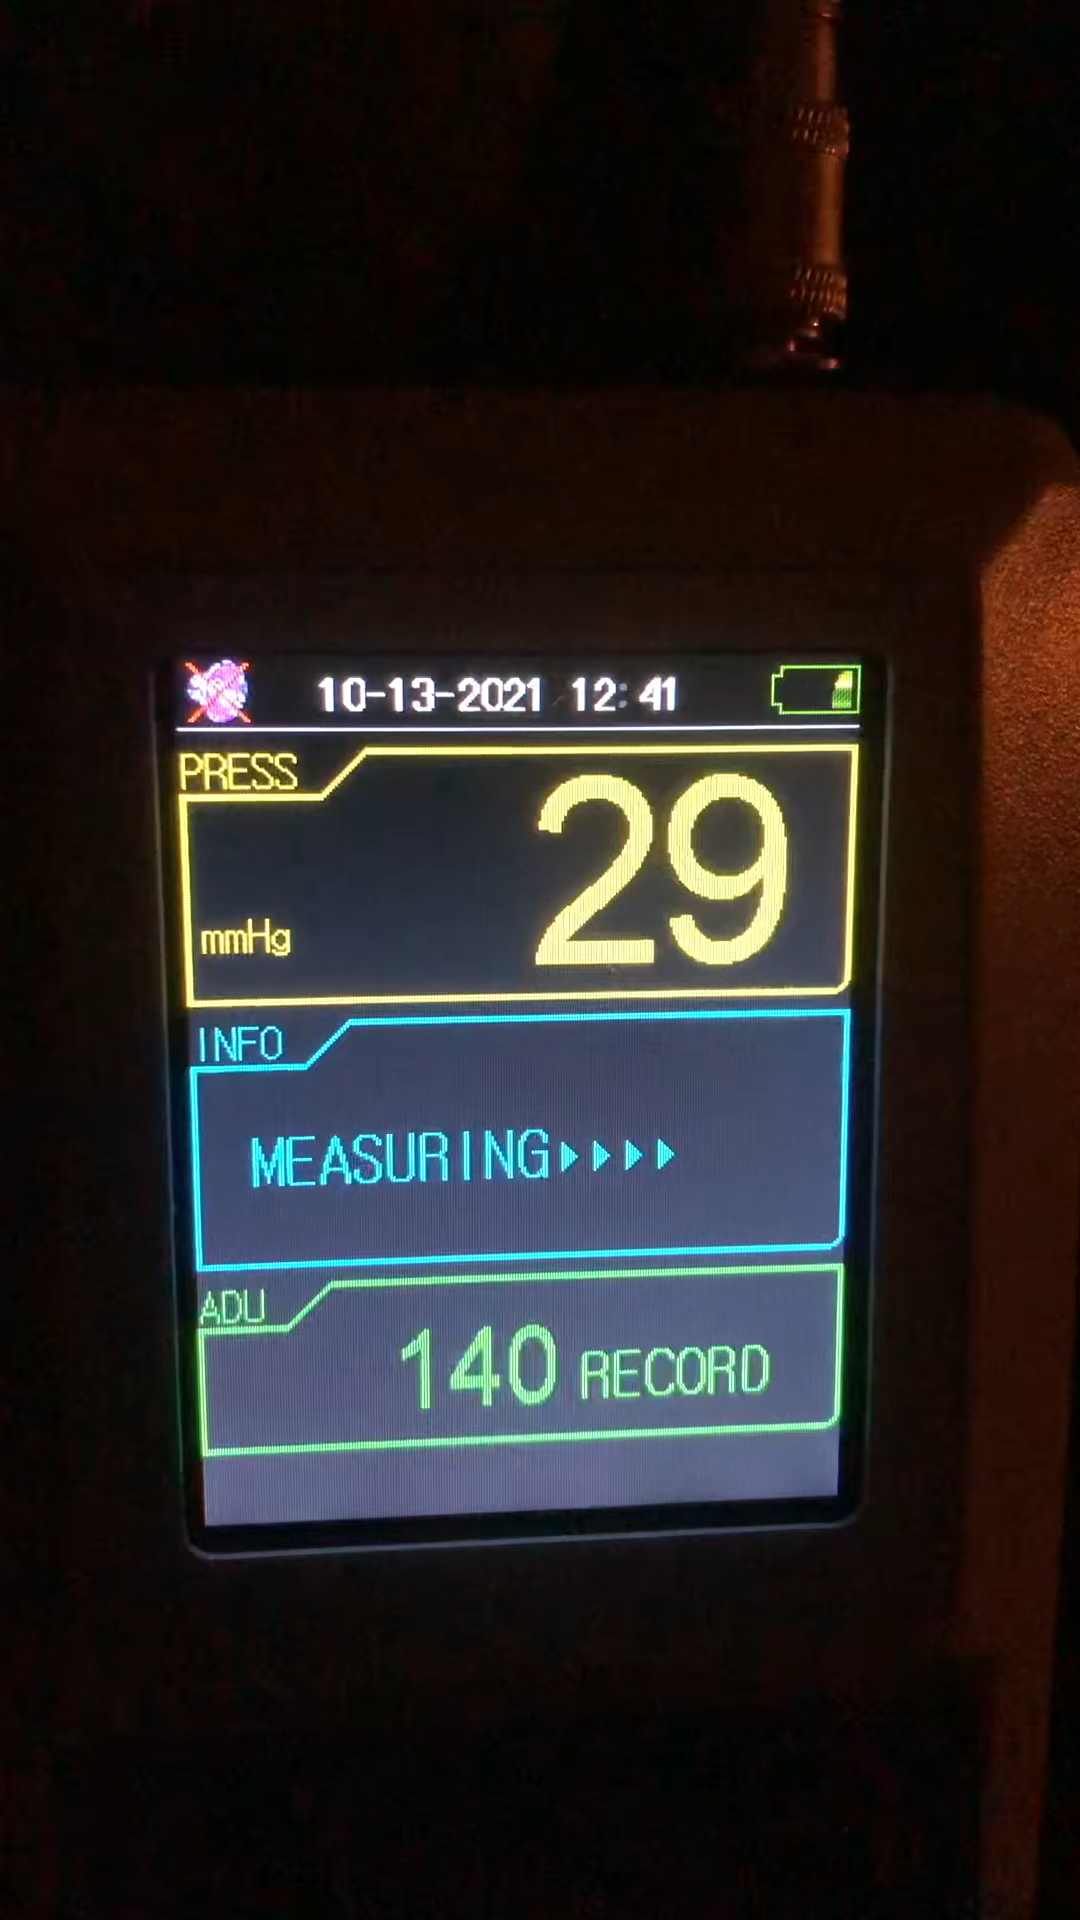 10-13-2021 12:41
PRESS
29
mmHg
INFO
MEASURING
ADU
140 RECORD